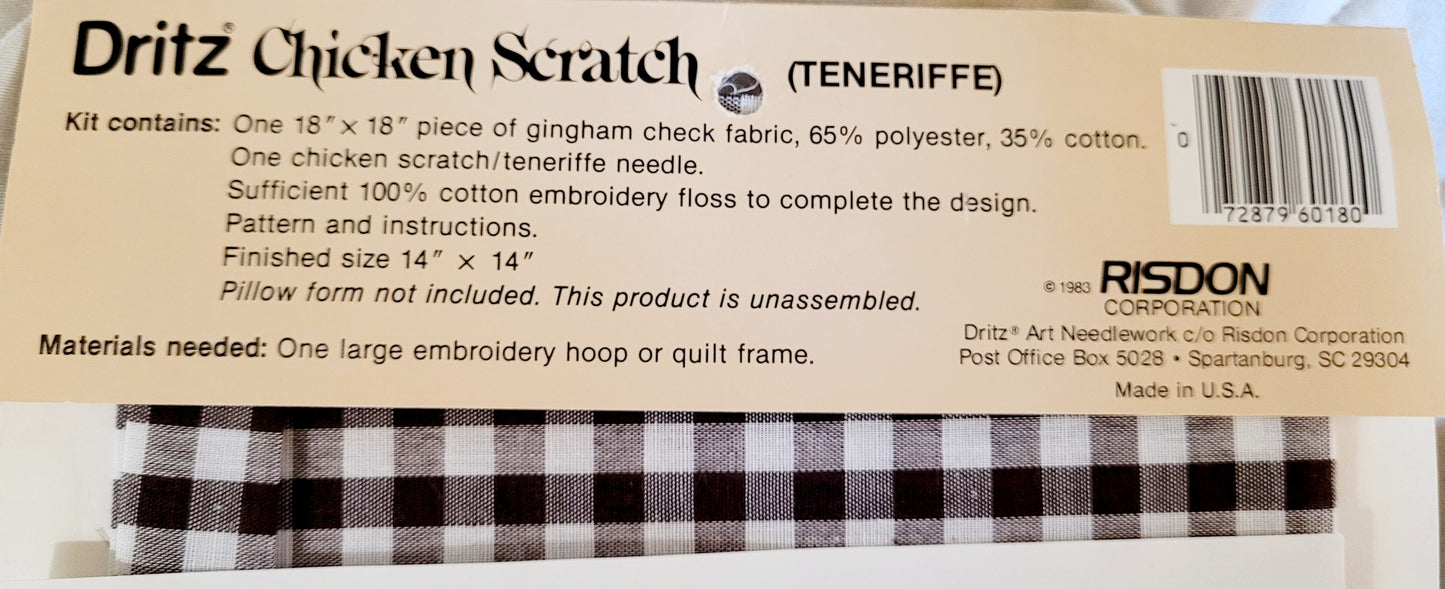 Dritz® Chicken Scratch (TENERIFFE)
Kit contains: One 18" × 18" piece of gingham check fabric, 65% polyester, 35% cotton.
One chicken scratch/teneriffe needle.
Sufficient 100% cotton embroidery floss to complete the design.
Pattern and instructions.
Finished size 14" × 14"
Pillow form not included. This product is unassembled.
Materials needed: One large embroidery hoop or quilt frame.
0 72879 60180
© 1983 RISDON
CORPORATION
Dritz® Art Needlework c/o Risdon Corporation
Post Office Box 5028 • Spartanburg, SC 29304
Made in U.S.A.